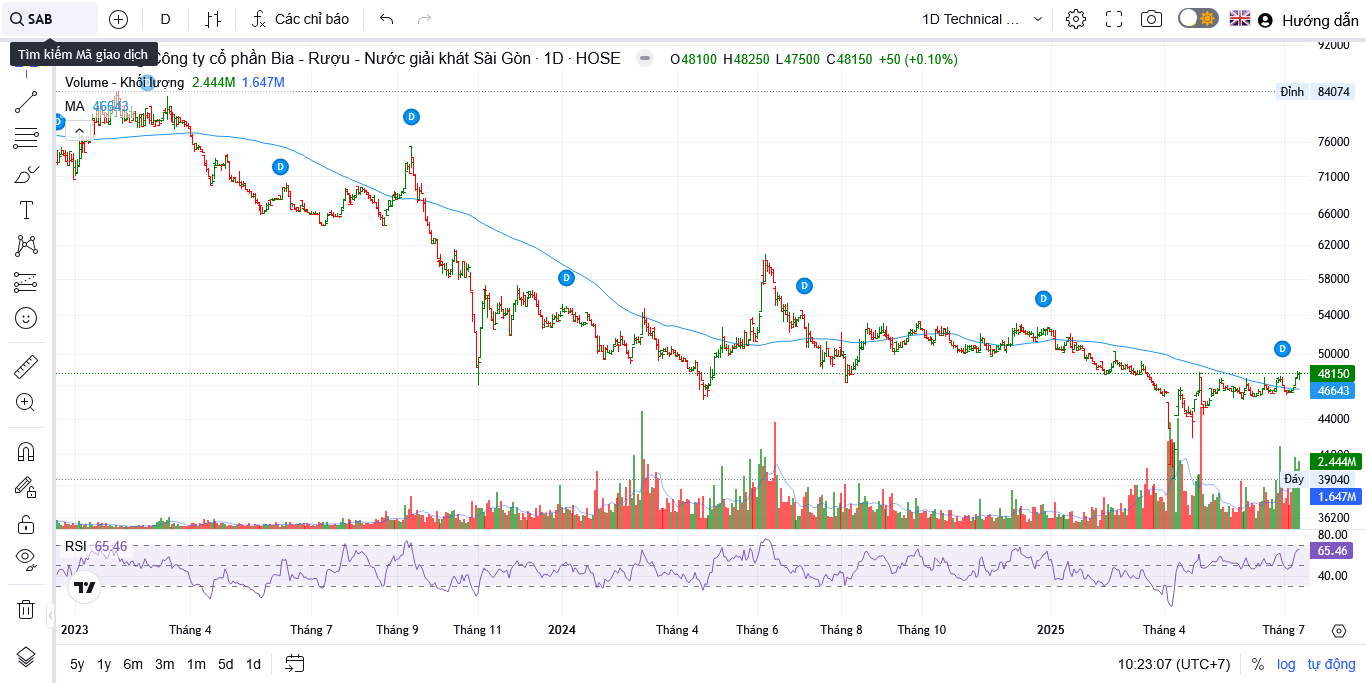 SAB D Các chỉ báo 1D Technical ... Hướng dẫn
Tìm kiếm Mã giao dịch
Công ty cổ phần Bia - Rượu - Nước giải khát Sài Gòn · 1D · HOSE O48100 H48250 L47500 C48150 +50 (+0.10%)
Volume - Khối lượng 2.444M 1.647M
MA 46643
92000
Đỉnh 84074
76000
71000
66000
62000
58000
54000
50000
48150
46643
44000
2.444M
Đáy 39040
1.647M
36200
D
D
D
D
D
D
D
D
RSI 65.46
80.00
65.46
40.00
2023 Tháng 4 Tháng 7 Tháng 9 Tháng 11 2024 Tháng 4 Tháng 6 Tháng 8 Tháng 10 2025 Tháng 4 Tháng 7
5y 1y 6m 3m 1m 5d 1d 10:23:07 (UTC+7) % log tự động